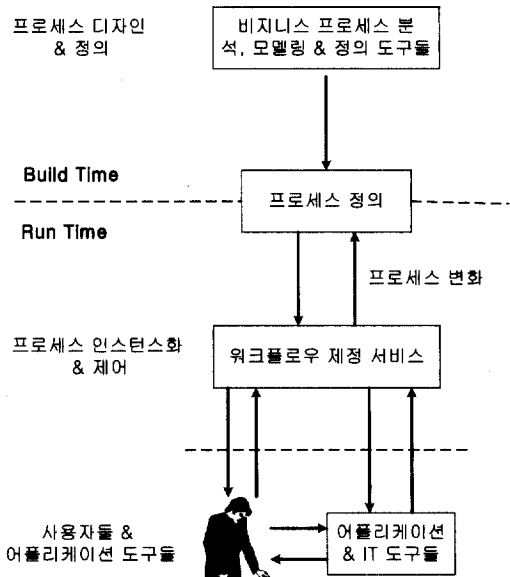 프로세스 디자인
& 정의
비지니스 프로세스 분
석, 모델링 & 정의 도구들
Build Time
프로세스 정의
Run Time
프로세스 변화
프로세스 인스턴스화
& 제어
워크플로우 제정 서비스
사용자들 &
어플리케이션 도구들
어플리케이션
& IT 도구들